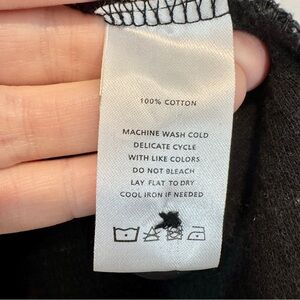 100% COTTON
MACHINE WASH COLD
DELICATE CYCLE
WITH LIKE COLORS
DO NOT BLEACH
LAY FLAT TO DRY
COOL IRON IF NEEDED